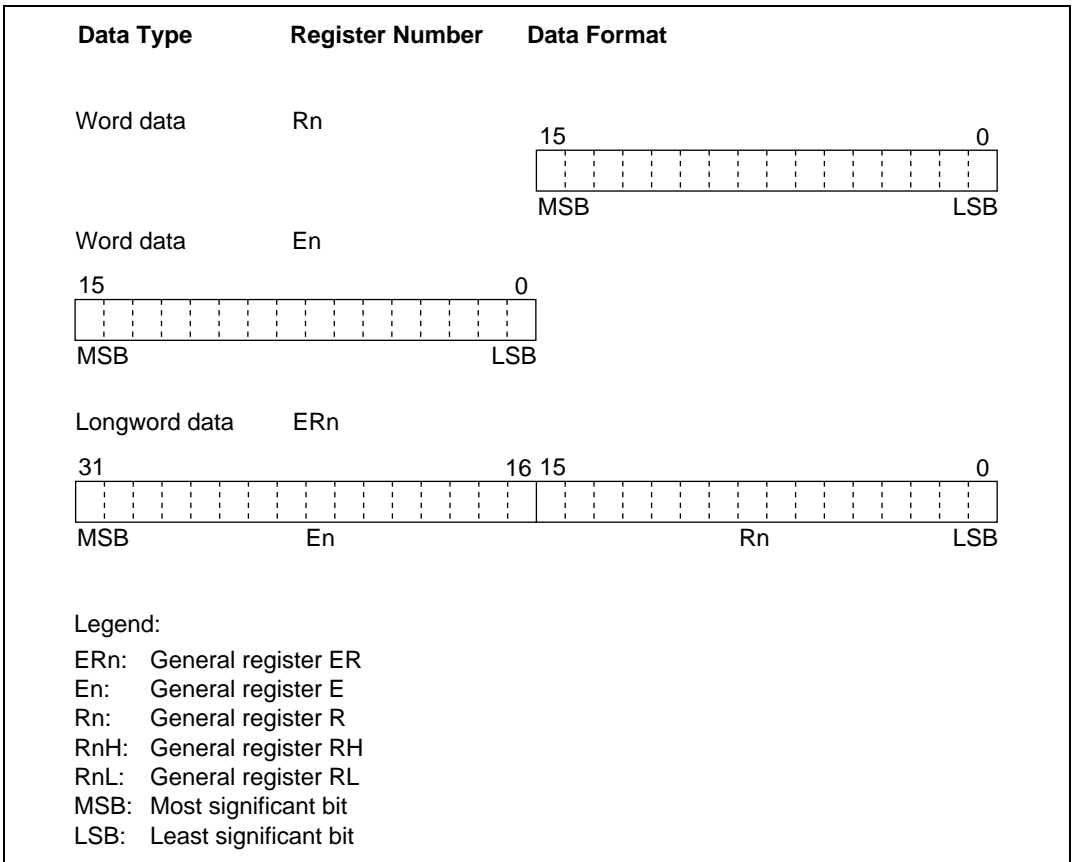 Data Type Register Number Data Format
Word data Rn
15 0
MSB LSB
Word data En
15 0
MSB LSB
Longword data ERn
31 16 15 0
MSB En Rn LSB
Legend:
ERn: General register ER
En: General register E
Rn: General register R
RnH: General register RH
RnL: General register RL
MSB: Most significant bit
LSB: Least significant bit